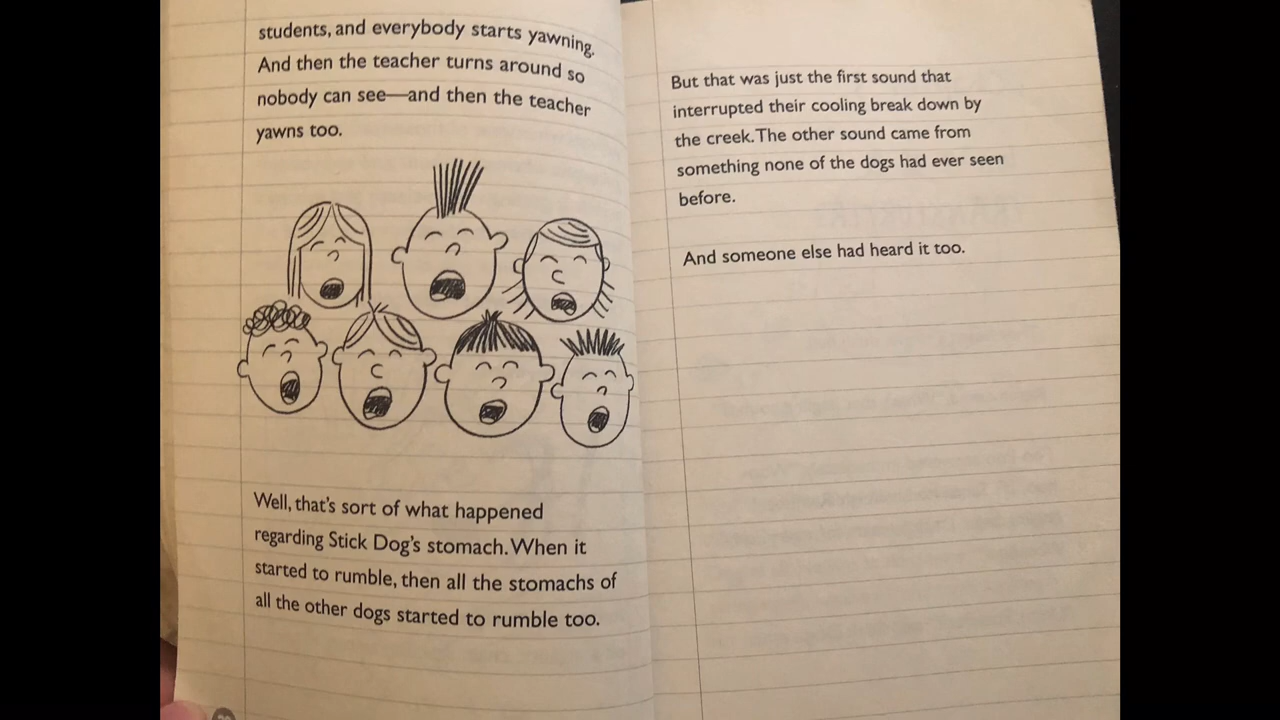 students, and everybody starts yawning.
And then the teacher turns around so
nobody can see—and then the teacher
yawns too.
Well, that's sort of what happened
regarding Stick Dog's stomach. When it
started to rumble, then all the stomachs of
all the other dogs started to rumble too.
But that was just the first sound that
interrupted their cooling break down by
the creek. The other sound came from
something none of the dogs had ever seen
before.
And someone else had heard it too.